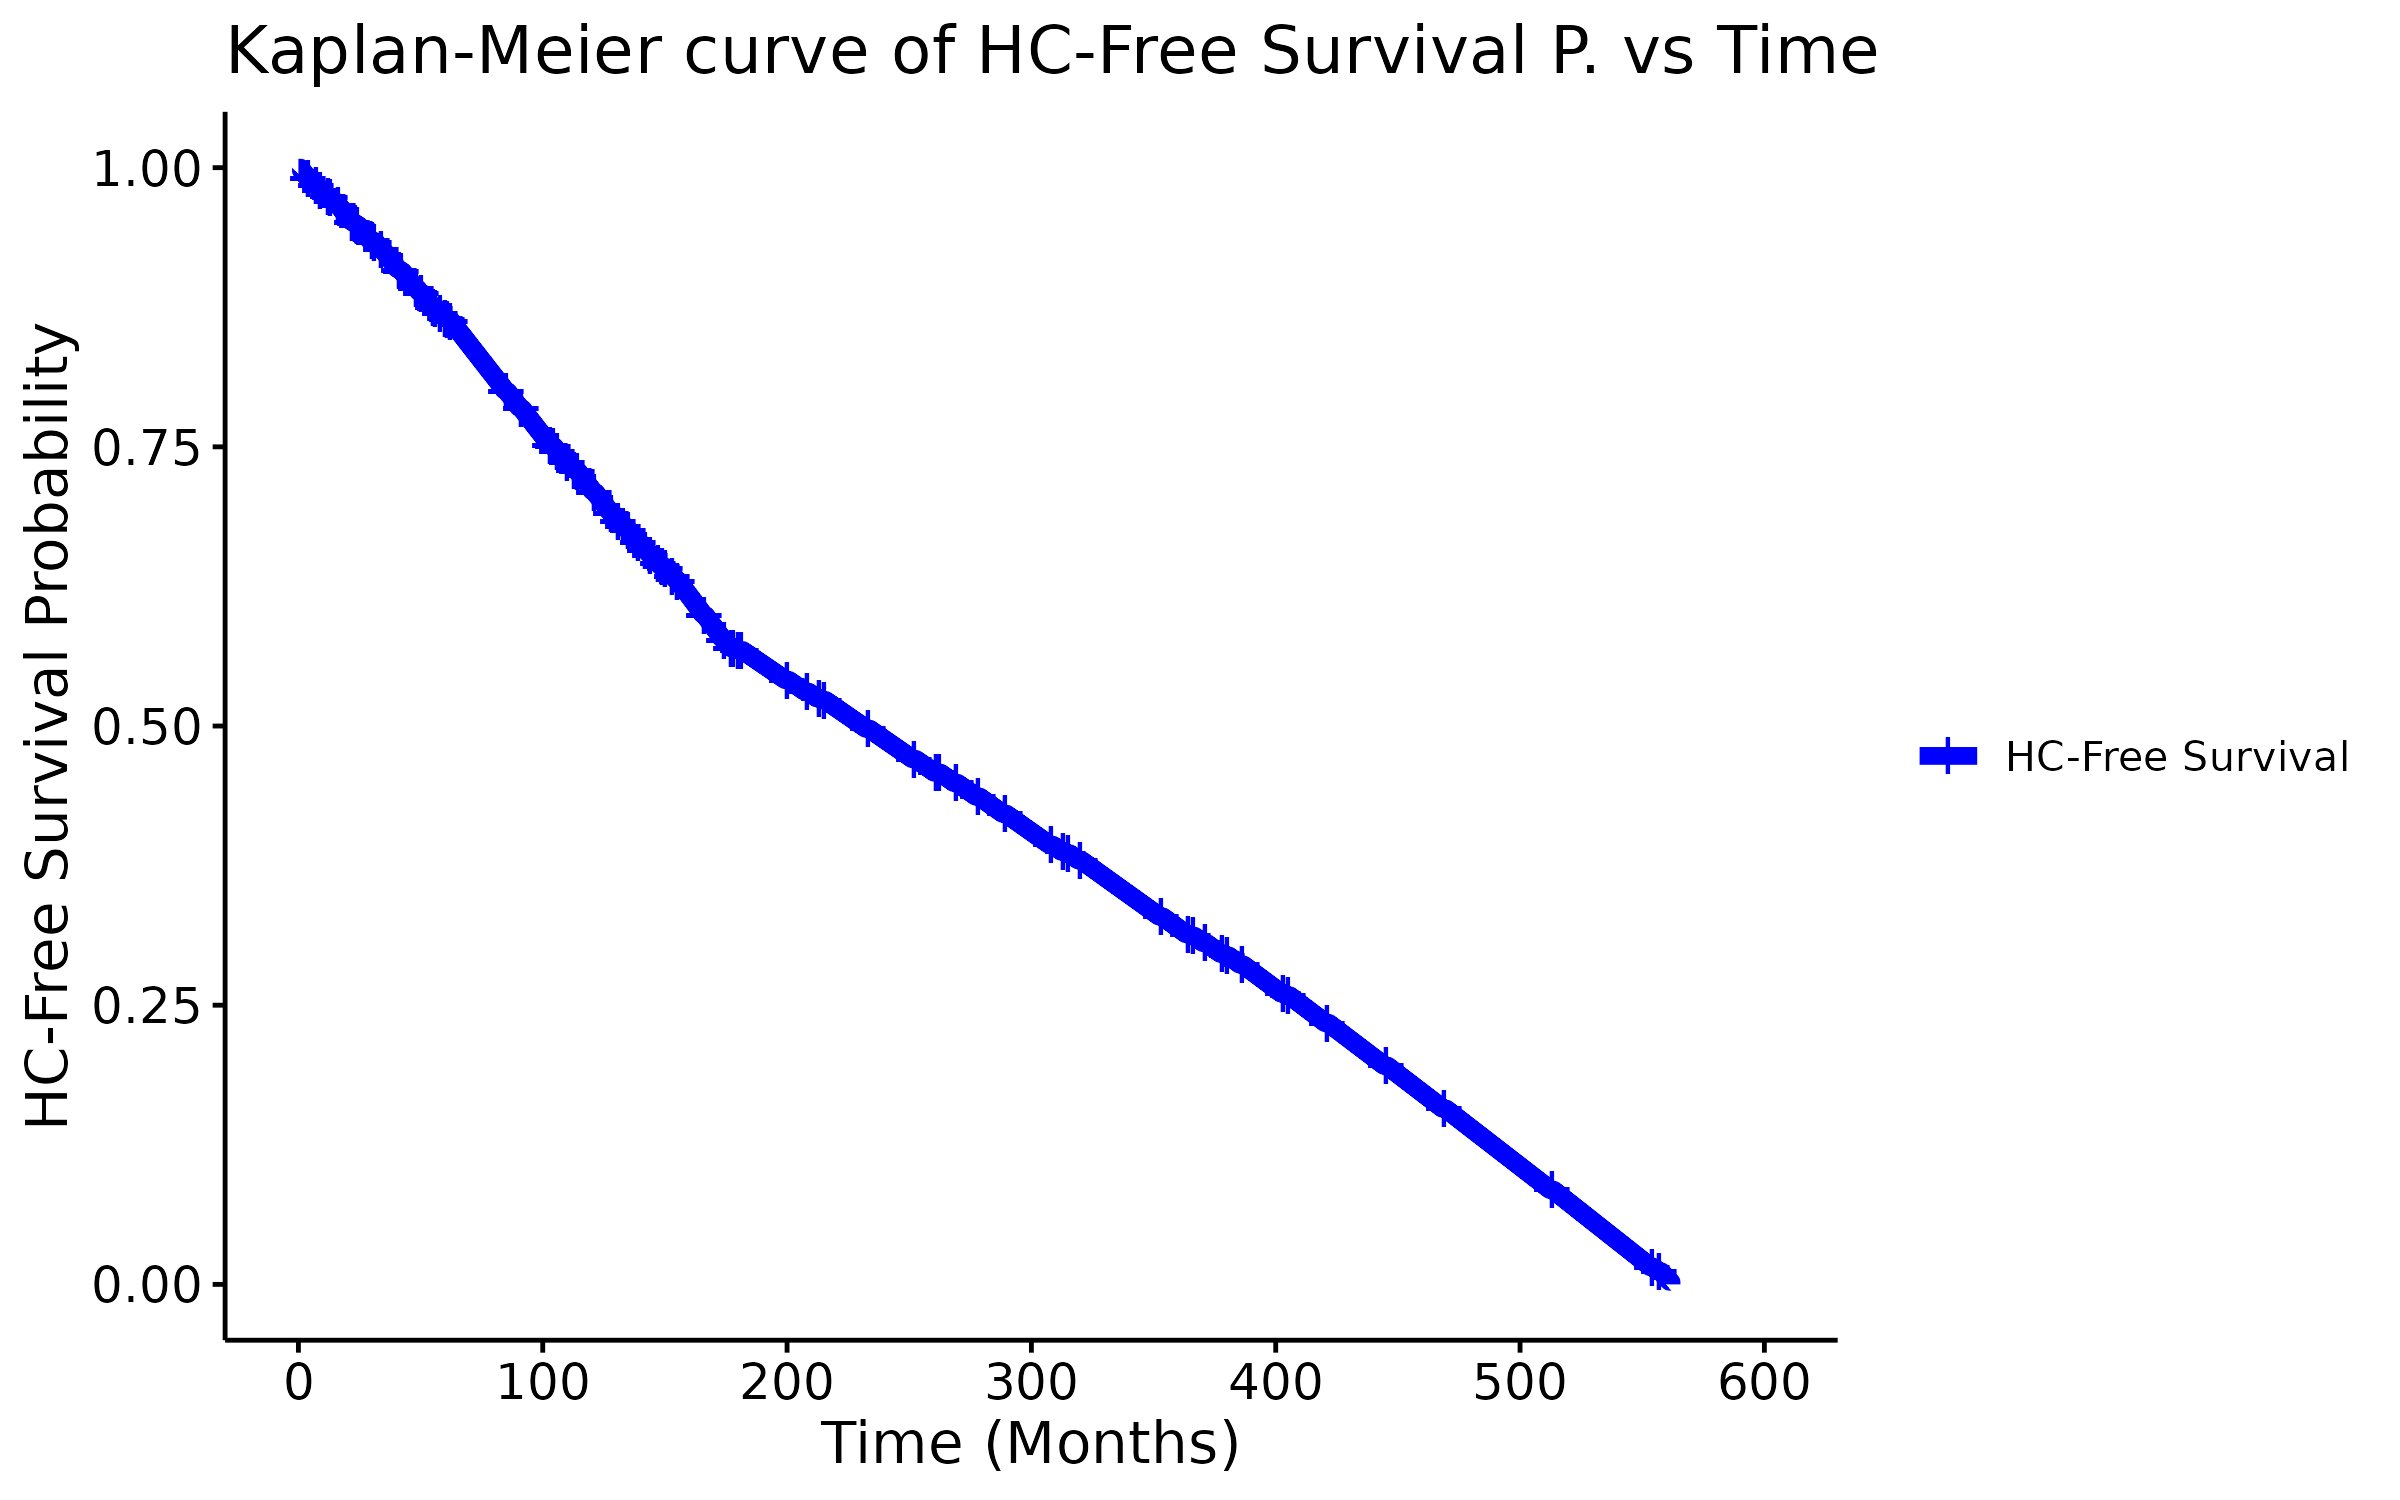 Kaplan-Meier curve of HC-Free Survival P. vs Time
HC-Free Survival Probability
1.00
0.75
0.50
0.25
0.00
0 100 200 300 400 500 600
Time (Months)
HC-Free Survival